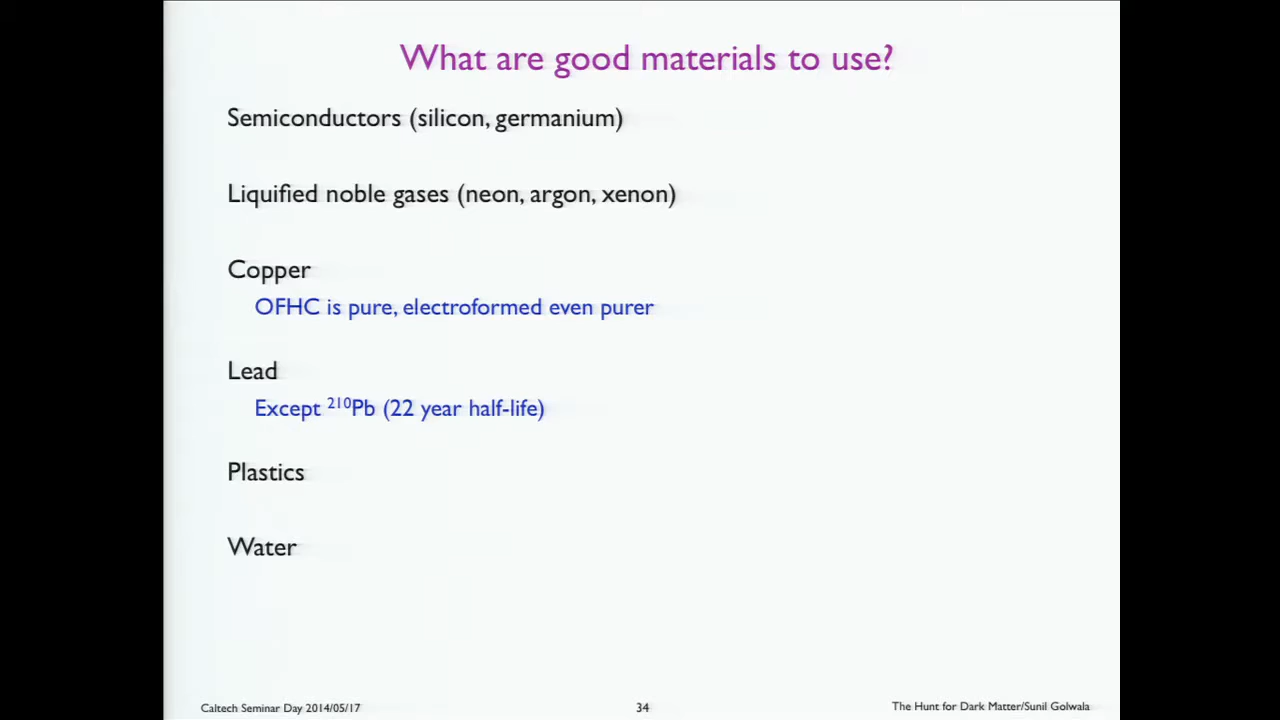 What are good materials to use?
Semiconductors (silicon, germanium)
Liquified noble gases (neon, argon, xenon)
Copper
OFHC is pure, electroformed even purer
Lead
Except ²¹⁰Pb (22 year half-life)
Plastics
Water
Caltech Seminar Day 2014/05/17
34
The Hunt for Dark Matter/Sunil Golwala